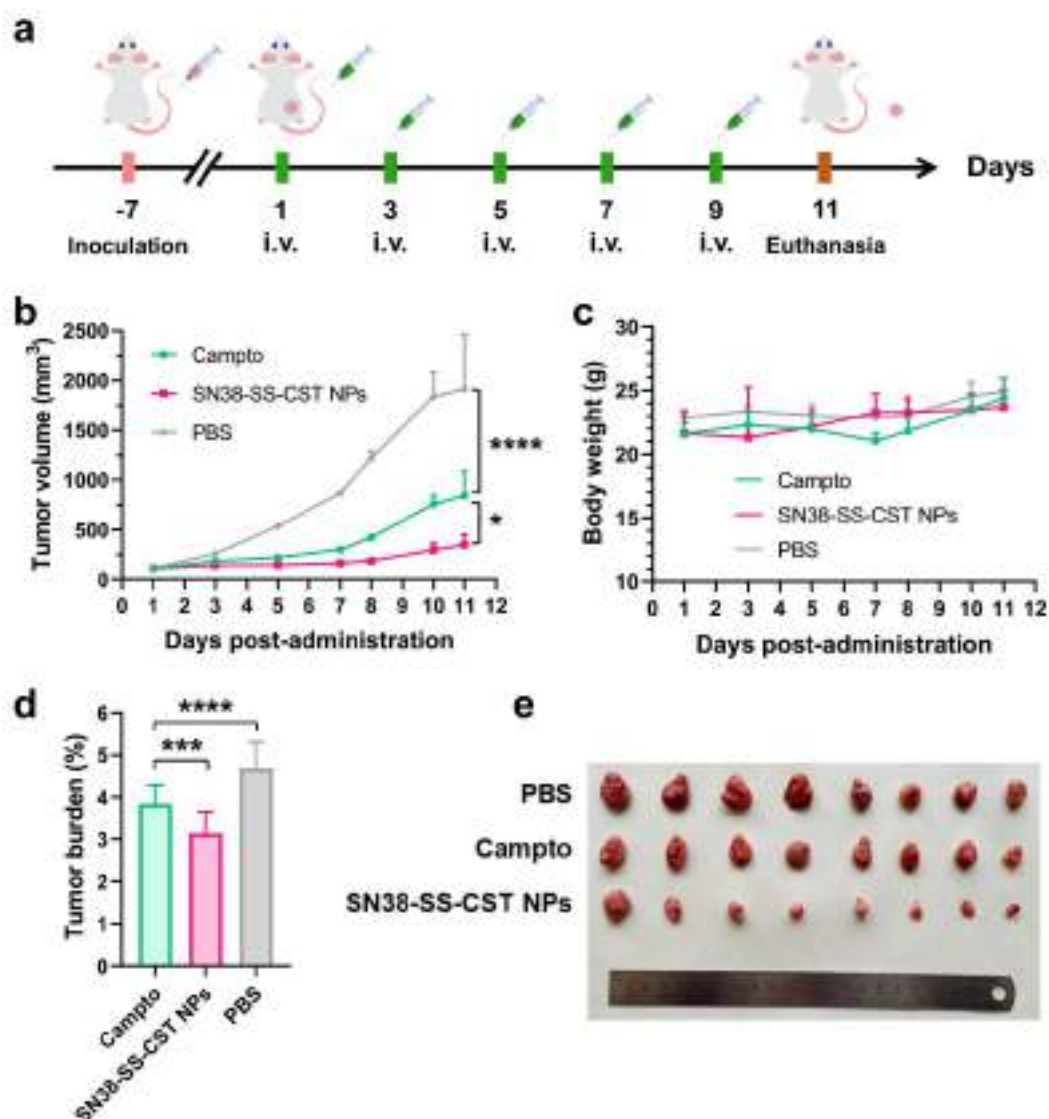 a
Days
-7 1 3 5 7 9 11
Inoculation i.v. i.v. i.v. i.v. i.v. Euthanasia
b
Tumor volume (mm³)
2500
2000
1500
1000
500
0
Campto
SN38-SS-CST NPs
PBS
****
*
0 1 2 3 4 5 6 7 8 9 10 11 12
Days post-administration
c
Body weight (g)
30
25
20
15
10
Campto
SN38-SS-CST NPs
PBS
0 1 2 3 4 5 6 7 8 9 10 11 12
Days post-administration
d
Tumor burden (%)
6
5
4
3
2
1
0
****
***
Campto
SN38-SS-CST NPs
PBS
e
PBS
Campto
SN38-SS-CST NPs